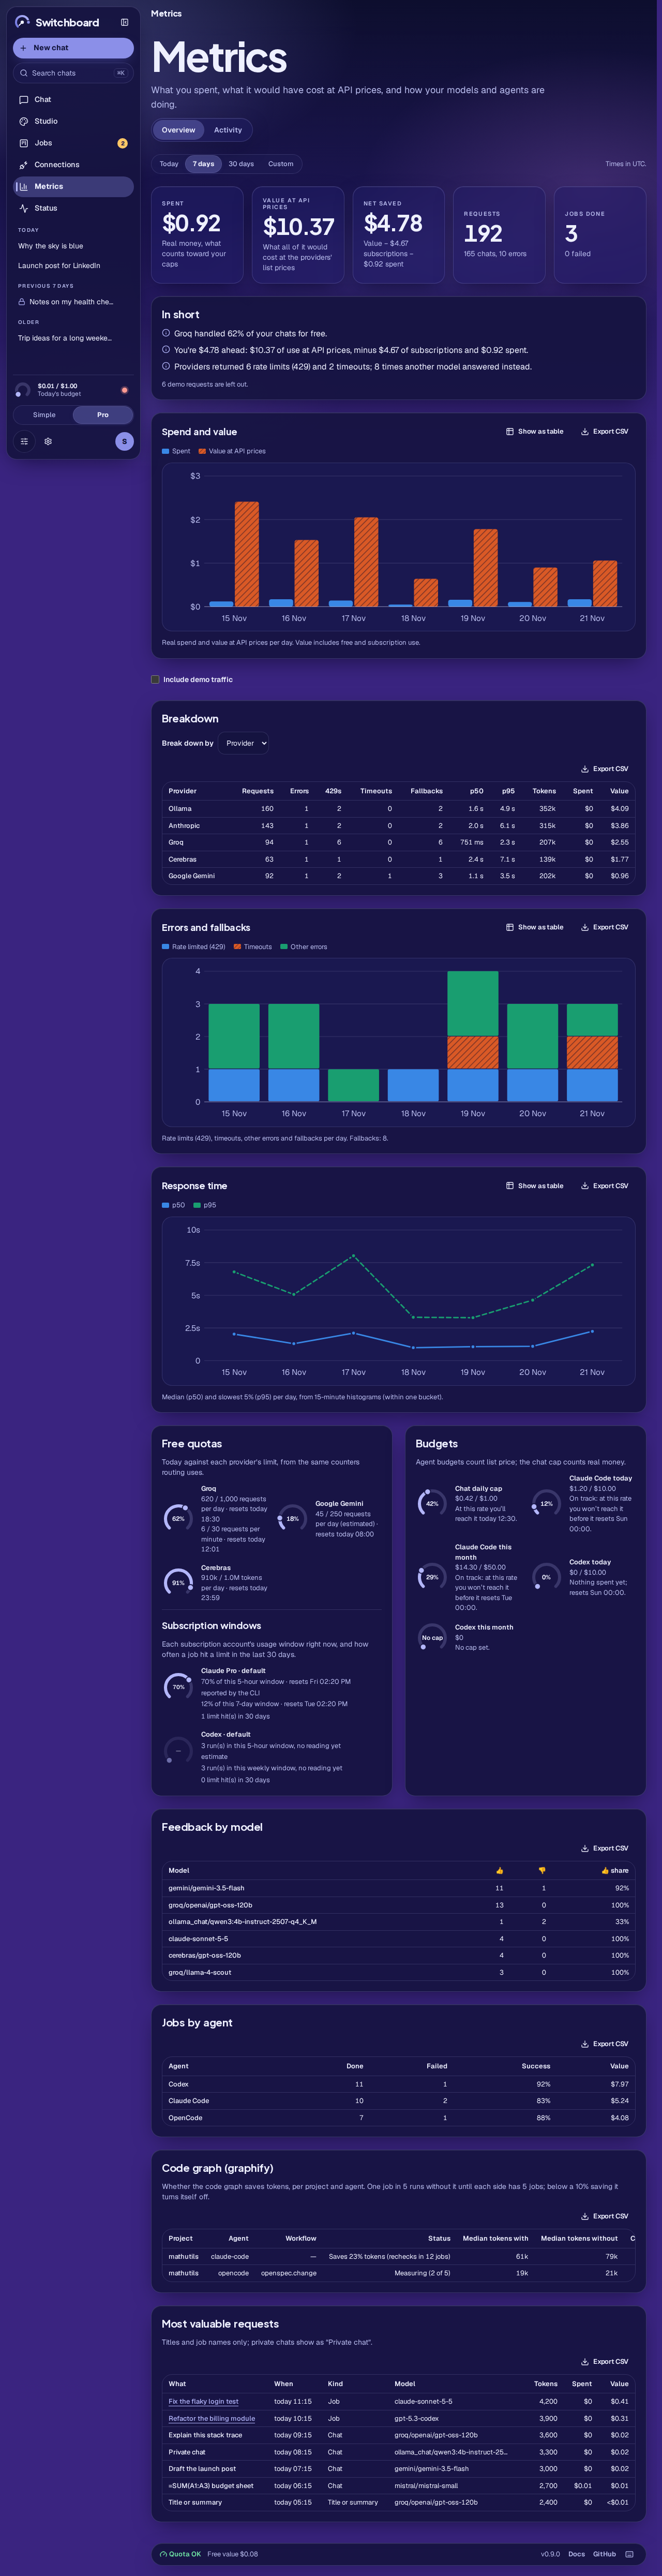 Switchboard
New chat
Search chats ⌘K
Chat
Studio
Jobs 2
Connections
Metrics
Status
TODAY
Why the sky is blue
Launch post for LinkedIn
PREVIOUS 7 DAYS
Notes on my health che…
OLDER
Trip ideas for a long weeke…
$0.01 / $1.00
Today's budget
Simple Pro
S
Metrics
Metrics
What you spent, what it would have cost at API prices, and how your models and agents are
doing.
Overview Activity
Today 7 days 30 days Custom
Times in UTC.
SPENT
$0.92
Real money, what
counts toward your
caps
VALUE AT API
PRICES
$10.37
What all of it would
cost at the providers'
list prices
NET SAVED
$4.78
Value − $4.67
subscriptions −
$0.92 spent
REQUESTS
192
165 chats, 10 errors
JOBS DONE
3
0 failed
In short
Groq handled 62% of your chats for free.
You're $4.78 ahead: $10.37 of use at API prices, minus $4.67 of subscriptions and $0.92 spent.
Providers returned 6 rate limits (429) and 2 timeouts; 8 times another model answered instead.
6 demo requests are left out.
Spend and value
Show as table Export CSV
Spent Value at API prices
$3
$2
$1
$0
15 Nov 16 Nov 17 Nov 18 Nov 19 Nov 20 Nov 21 Nov
Real spend and value at API prices per day. Value includes free and subscription use.
Include demo traffic
Breakdown
Break down by Provider
Export CSV
Provider Requests Errors 429s Timeouts Fallbacks p50 p95 Tokens Spent Value
Ollama 160 1 2 0 2 1.6 s 4.9 s 352k $0 $4.09
Anthropic 143 1 2 0 2 2.0 s 6.1 s 315k $0 $3.86
Groq 94 1 6 0 6 751 ms 2.3 s 207k $0 $2.55
Cerebras 63 1 1 0 1 2.4 s 7.1 s 139k $0 $1.77
Google Gemini 92 1 2 1 3 1.1 s 3.5 s 202k $0 $0.96
Errors and fallbacks
Show as table Export CSV
Rate limited (429) Timeouts Other errors
4
3
2
1
0
15 Nov 16 Nov 17 Nov 18 Nov 19 Nov 20 Nov 21 Nov
Rate limits (429), timeouts, other errors and fallbacks per day. Fallbacks: 8.
Response time
Show as table Export CSV
p50 p95
10s
7.5s
5s
2.5s
0
15 Nov 16 Nov 17 Nov 18 Nov 19 Nov 20 Nov 21 Nov
Median (p50) and slowest 5% (p95) per day, from 15-minute histograms (within one bucket).
Free quotas
Today against each provider's limit, from the same counters
routing uses.
62%
Groq
620 / 1,000 requests
per day · resets today
18:30
6 / 30 requests per
minute · resets today
12:01
18%
Google Gemini
45 / 250 requests
per day (estimated) ·
resets today 08:00
91%
Cerebras
910k / 1.0M tokens
per day · resets today
23:59
Subscription windows
Each subscription account's usage window right now, and how
often a job hit a limit in the last 30 days.
70%
Claude Pro · default
70% of this 5-hour window · resets Fri 02:20 PM
reported by the CLI
12% of this 7-day window · resets Tue 02:20 PM
1 limit hit(s) in 30 days
—
Codex · default
3 run(s) in this 5-hour window, no reading yet
estimate
3 run(s) in this weekly window, no reading yet
0 limit hit(s) in 30 days
Budgets
Agent budgets count list price; the chat cap counts real money.
42%
Chat daily cap
$0.42 / $1.00
At this rate you'll
reach it today 12:30.
12%
Claude Code today
$1.20 / $10.00
On track: at this rate
you won't reach it
before it resets Sun
00:00.
29%
Claude Code this
month
$14.30 / $50.00
On track: at this rate
you won't reach it
before it resets Tue
00:00.
0%
Codex today
$0 / $10.00
Nothing spent yet;
resets Sun 00:00.
No cap
Codex this month
$0
No cap set.
Feedback by model
Export CSV
Model 👍 👎 👍 share
gemini/gemini-3.5-flash 11 1 92%
groq/openai/gpt-oss-120b 13 0 100%
ollama_chat/qwen3:4b-instruct-2507-q4_K_M 1 2 33%
claude-sonnet-5-5 4 0 100%
cerebras/gpt-oss-120b 4 0 100%
groq/llama-4-scout 3 0 100%
Jobs by agent
Export CSV
Agent Done Failed Success Value
Codex 11 1 92% $7.97
Claude Code 10 2 83% $5.24
OpenCode 7 1 88% $4.08
Code graph (graphify)
Whether the code graph saves tokens, per project and agent. One job in 5 runs without it until each side has 5 jobs; below a 10% saving it
turns itself off.
Export CSV
Project Agent Workflow Status Median tokens with Median tokens without C
mathutils claude-code — Saves 23% tokens (rechecks in 12 jobs) 61k 79k
mathutils opencode openspec.change Measuring (2 of 5) 19k 21k
Most valuable requests
Titles and job names only; private chats show as "Private chat".
Export CSV
What When Kind Model Tokens Spent Value
Fix the flaky login test today 11:15 Job claude-sonnet-5-5 4,200 $0 $0.41
Refactor the billing module today 10:15 Job gpt-5.3-codex 3,900 $0 $0.31
Explain this stack trace today 09:15 Chat groq/openai/gpt-oss-120b 3,600 $0 $0.02
Private chat today 08:15 Chat ollama_chat/qwen3:4b-instruct-25… 3,300 $0 $0.02
Draft the launch post today 07:15 Chat gemini/gemini-3.5-flash 3,000 $0 $0.02
=SUM(A1:A3) budget sheet today 06:15 Chat mistral/mistral-small 2,700 $0.01 $0.01
Title or summary today 05:15 Title or summary groq/openai/gpt-oss-120b 2,400 $0 <$0.01
Quota OK Free value $0.08 v0.9.0 Docs GitHub